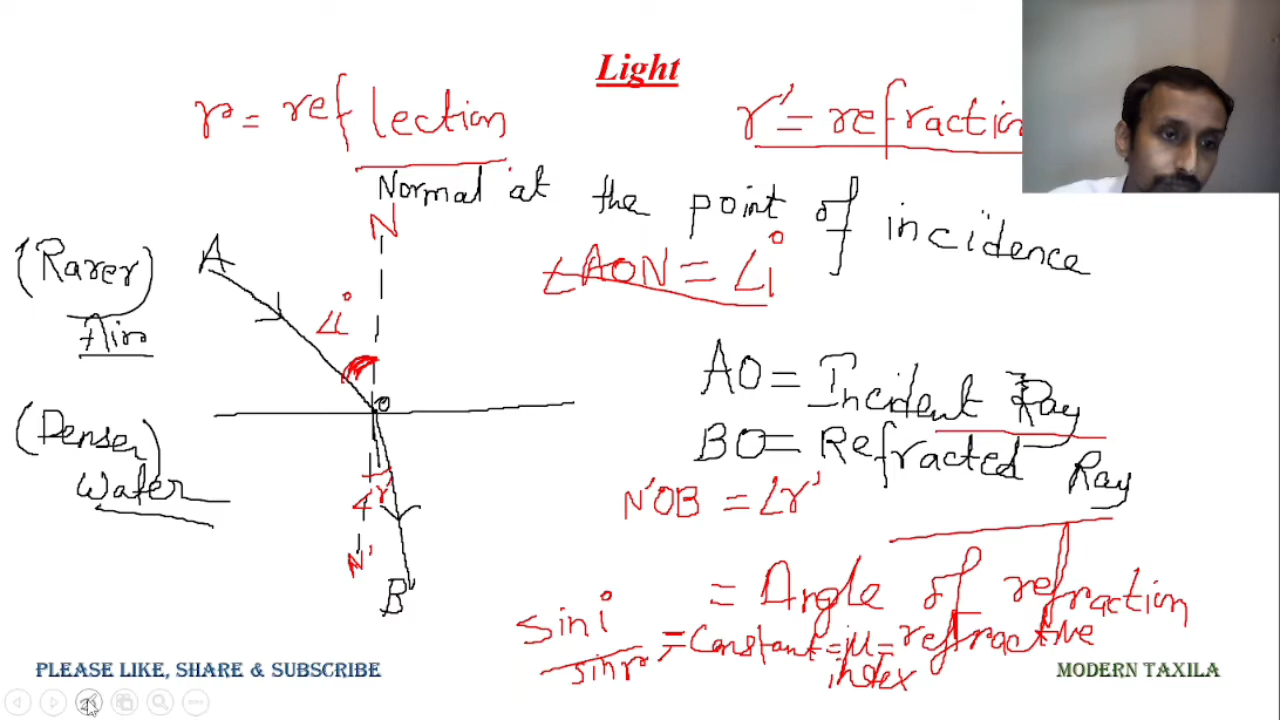 Light
r = reflection
r' = refraction
Normal at the point of incidence
N
∠AON = ∠i
A
(Rarer)
Air
∠i
AO = Incident Ray
O
(Denser)
Water
BO = Refracted Ray
∠r'
N'OB = ∠r'
N'
B
= Angle of refraction
sin i
sin r' = Constant = μ = refractive index
PLEASE LIKE, SHARE & SUBSCRIBE
MODERN TAXILA